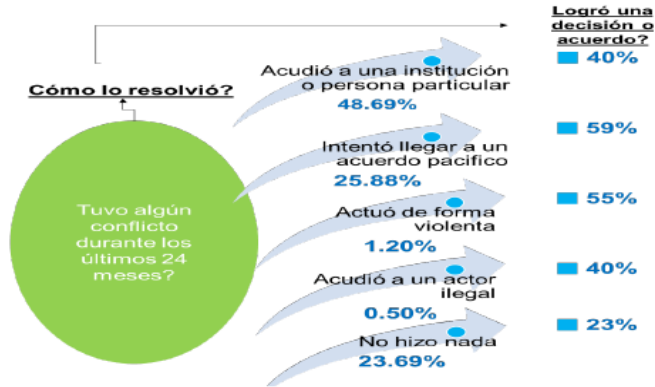 Logró una
decisión o
acuerdo?
Cómo lo resolvió?
Acudió a una institución
o persona particular
48.69%
40%
Intentó llegar a un
acuerdo pacifico
25.88%
59%
Tuvo algún
conflicto
durante los
últimos 24
meses?
Actuó de forma
violenta
1.20%
55%
Acudió a un actor
ilegal
0.50%
40%
No hizo nada
23.69%
23%